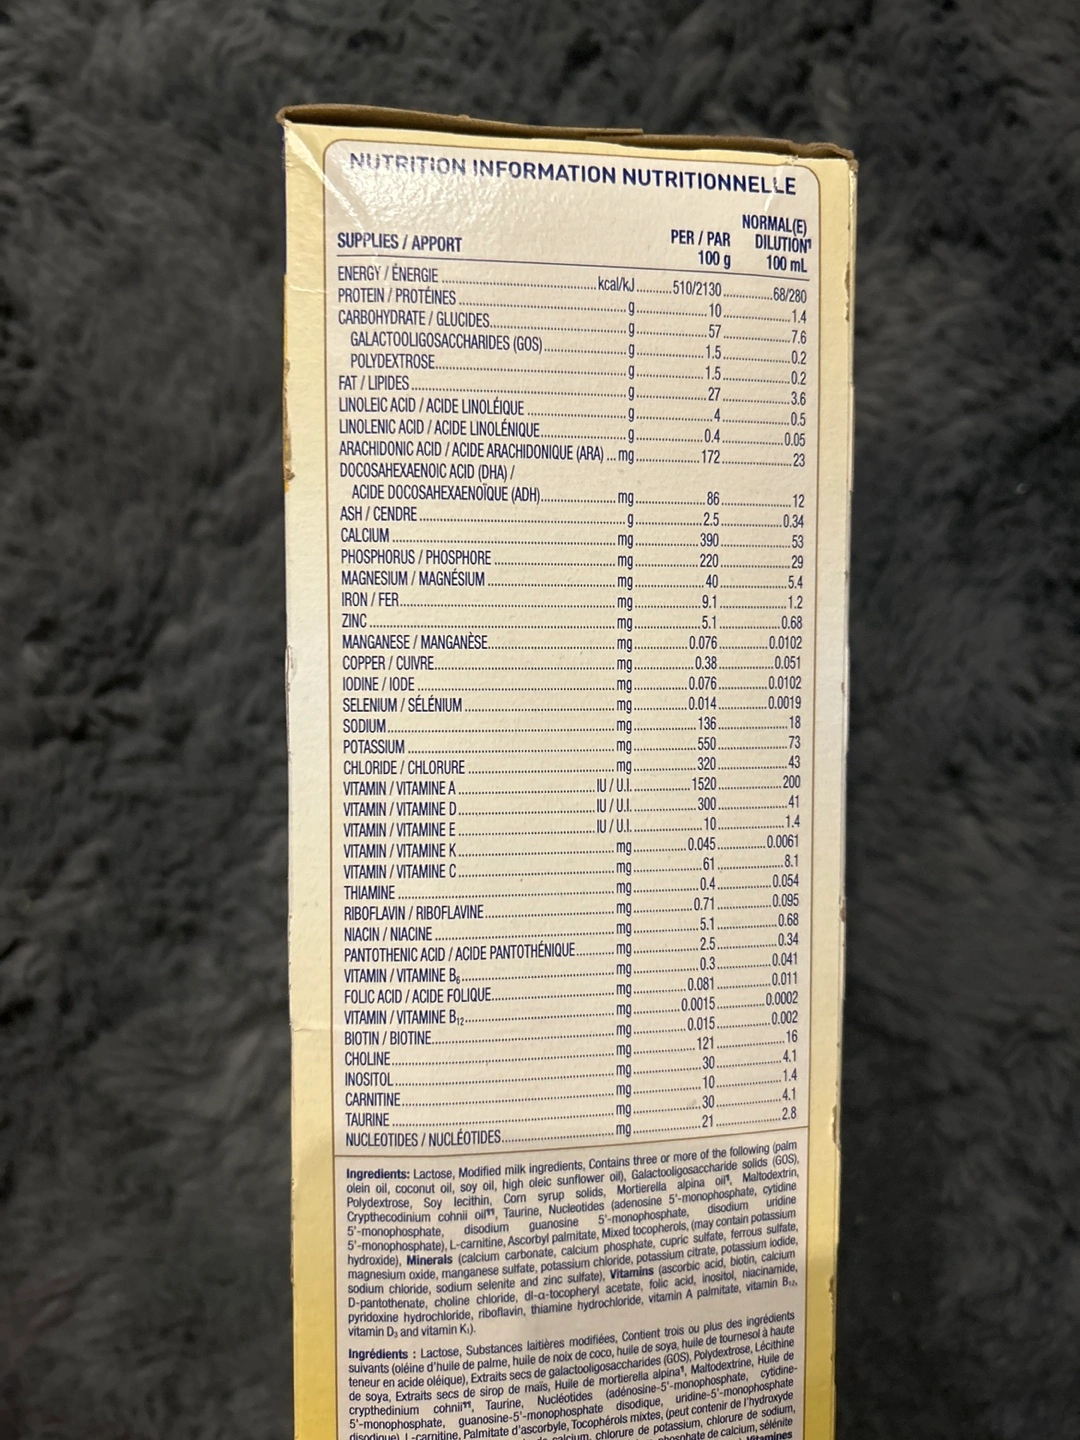 NUTRITION INFORMATION NUTRITIONNELLE
SUPPLIES / APPORT PER / PAR 100 g NORMAL(E) DILUTION¶ 100 mL
ENERGY / ÉNERGIE kcal/kJ 510/2130 68/280
PROTEIN / PROTÉINES g 10 1.4
CARBOHYDRATE / GLUCIDES g 57 7.6
GALACTOOLIGOSACCHARIDES (GOS) g 1.5 0.2
POLYDEXTROSE g 1.5 0.2
FAT / LIPIDES g 27 3.6
LINOLEIC ACID / ACIDE LINOLÉIQUE g 4 0.5
LINOLENIC ACID / ACIDE LINOLÉNIQUE g 0.4 0.05
ARACHIDONIC ACID / ACIDE ARACHIDONIQUE (ARA) mg 172 23
DOCOSAHEXAENOIC ACID (DHA) /
ACIDE DOCOSAHEXAENOÏQUE (ADH) mg 86 12
ASH / CENDRE g 2.5 0.34
CALCIUM mg 390 53
PHOSPHORUS / PHOSPHORE mg 220 29
MAGNESIUM / MAGNÉSIUM mg 40 5.4
IRON / FER mg 9.1 1.2
ZINC mg 5.1 0.68
MANGANESE / MANGANÈSE mg 0.076 0.0102
COPPER / CUIVRE mg 0.38 0.051
IODINE / IODE mg 0.076 0.0102
SELENIUM / SÉLÉNIUM mg 0.014 0.0019
SODIUM mg 136 18
POTASSIUM mg 550 73
CHLORIDE / CHLORURE mg 320 43
VITAMIN / VITAMINE A IU / U.I. 1520 200
VITAMIN / VITAMINE D IU / U.I. 300 41
VITAMIN / VITAMINE E IU / U.I. 10 1.4
VITAMIN / VITAMINE K mg 0.045 0.0061
VITAMIN / VITAMINE C mg 61 8.1
THIAMINE mg 0.4 0.054
RIBOFLAVIN / RIBOFLAVINE mg 0.71 0.095
NIACIN / NIACINE mg 5.1 0.68
PANTOTHENIC ACID / ACIDE PANTOTHÉNIQUE mg 2.5 0.34
VITAMIN / VITAMINE B₆ mg 0.3 0.041
FOLIC ACID / ACIDE FOLIQUE mg 0.081 0.011
VITAMIN / VITAMINE B₁₂ mg 0.0015 0.0002
BIOTIN / BIOTINE mg 0.015 0.002
CHOLINE mg 121 16
INOSITOL mg 30 4.1
CARNITINE mg 10 1.4
TAURINE mg 30 4.1
NUCLEOTIDES / NUCLÉOTIDES mg 21 2.8
Ingredients: Lactose, Modified milk ingredients, Contains three or more of the following (palm
olein oil, coconut oil, soy oil, high oleic sunflower oil), Galactooligosaccharide solids (GOS),
Polydextrose, Soy lecithin, Corn syrup solids, Mortierella alpina oil¶, Maltodextrin,
Crypthecodinium cohnii oil¶¶, Taurine, Nucleotides (adenosine 5'-monophosphate, cytidine
5'-monophosphate, disodium guanosine 5'-monophosphate, disodium uridine
5'-monophosphate), L-carnitine, Ascorbyl palmitate, Mixed tocopherols, (may contain potassium
hydroxide), Minerals (calcium carbonate, calcium phosphate, cupric sulfate, ferrous sulfate,
magnesium oxide, manganese sulfate, potassium chloride, potassium citrate, potassium iodide,
sodium chloride, sodium selenite and zinc sulfate), Vitamins (ascorbic acid, biotin, calcium
D-pantothenate, choline chloride, dl-α-tocopheryl acetate, folic acid, inositol, niacinamide,
pyridoxine hydrochloride, riboflavin, thiamine hydrochloride, vitamin A palmitate, vitamin B₁₂,
vitamin D₃ and vitamin K₁).
Ingrédients : Lactose, Substances laitières modifiées, Contient trois ou plus des ingrédients
suivants (oléine d'huile de palme, huile de noix de coco, huile de soya, huile de tournesol à haute
teneur en acide oléique), Extraits secs de galactooligosaccharides (GOS), Polydextrose, Lécithine
de soya, Extraits secs de sirop de maïs, Huile de mortierella alpina¶, Maltodextrine, Huile de
crypthedinium cohnii¶¶, Taurine, Nucléotides (adénosine-5'-monophosphate, cytidine-
5'-monophosphate, guanosine-5'-monophosphate disodique, uridine-5'-monophosphate
disodique), L-carnitine, Palmitate d'ascorbyle, Tocophérols mixtes, (peut contenir de l'hydroxyde
calcium, chlorure de potassium, chlorure de sodium,
phosphate de calcium, sélénite
Vitamines